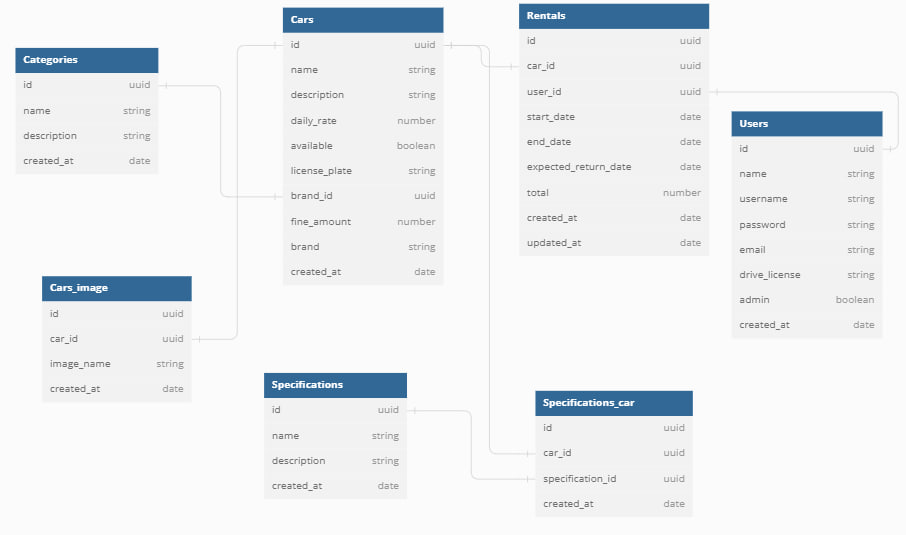 Categories
id uuid
name string
description string
created_at date
Cars
id uuid
name string
description string
daily_rate number
available boolean
license_plate string
brand_id uuid
fine_amount number
brand string
created_at date
Rentals
id uuid
car_id uuid
user_id uuid
start_date date
end_date date
expected_return_date date
total number
created_at date
updated_at date
Users
id uuid
name string
username string
password string
email string
drive_license string
admin boolean
created_at date
Cars_image
id uuid
car_id uuid
image_name string
created_at date
Specifications
id uuid
name string
description string
created_at date
Specifications_car
id uuid
car_id uuid
specification_id uuid
created_at date